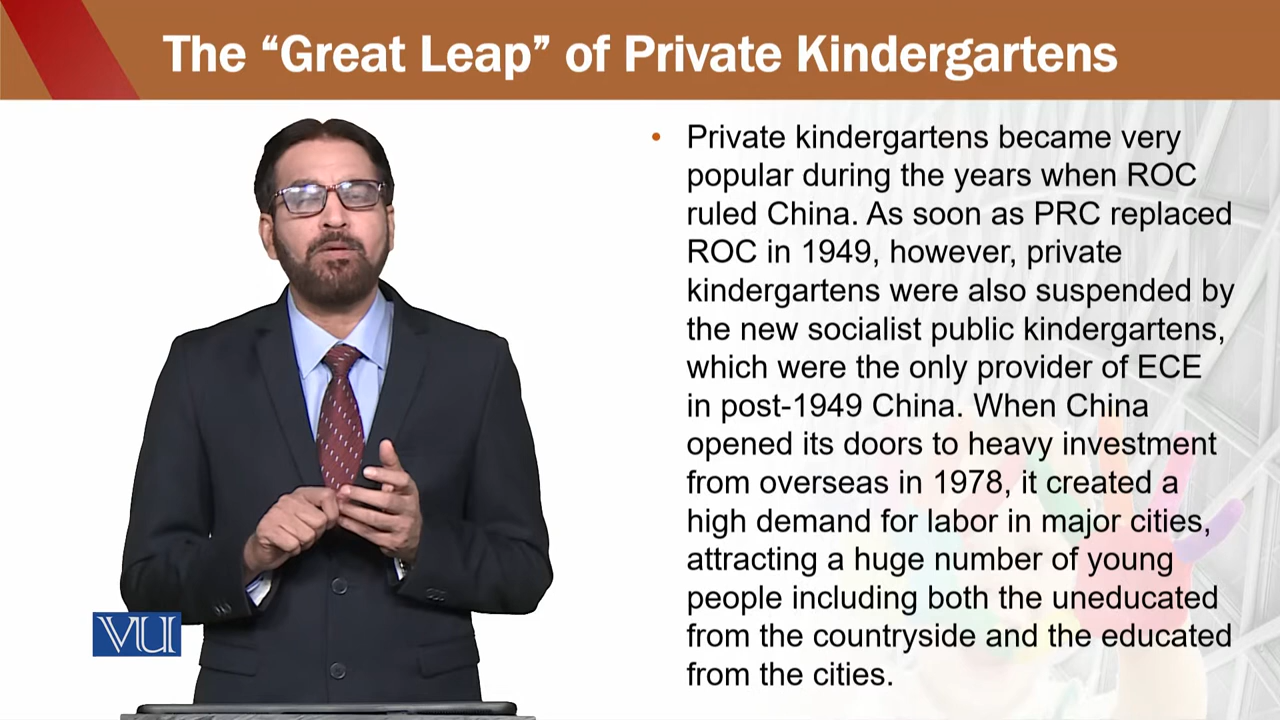 The “Great Leap” of Private Kindergartens
• Private kindergartens became very
popular during the years when ROC
ruled China. As soon as PRC replaced
ROC in 1949, however, private
kindergartens were also suspended by
the new socialist public kindergartens,
which were the only provider of ECE
in post-1949 China. When China
opened its doors to heavy investment
from overseas in 1978, it created a
high demand for labor in major cities,
attracting a huge number of young
people including both the uneducated
from the countryside and the educated
from the cities.
VU